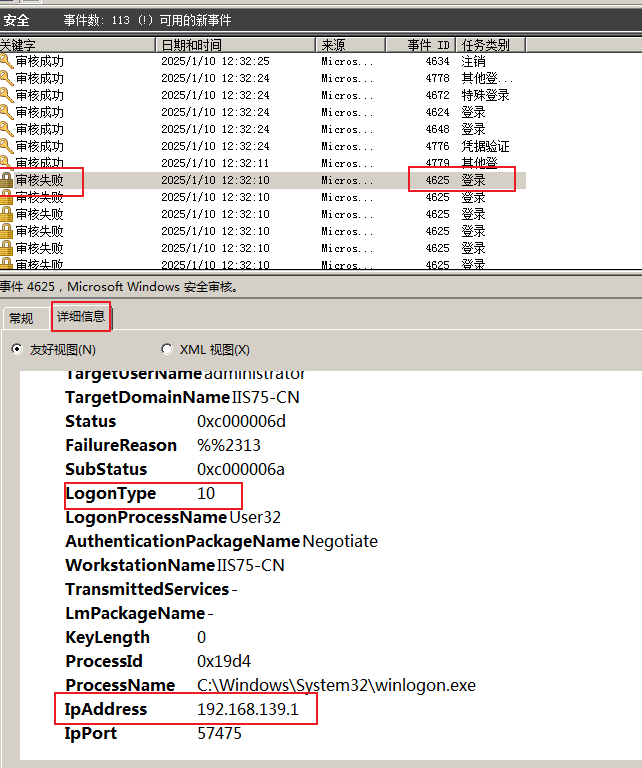 安全 事件数: 113 (!) 可用的新事件
关键字 日期和时间 来源 事件 ID 任务类别
审核成功 2025/1/10 12:32:25 Micros... 4634 注销
审核成功 2025/1/10 12:32:24 Micros... 4778 其他登...
审核成功 2025/1/10 12:32:24 Micros... 4672 特殊登录
审核成功 2025/1/10 12:32:24 Micros... 4624 登录
审核成功 2025/1/10 12:32:24 Micros... 4648 登录
审核成功 2025/1/10 12:32:24 Micros... 4776 凭据验证
审核成功 2025/1/10 12:32:11 Micros... 4779 其他登...
审核失败 2025/1/10 12:32:10 Micros... 4625 登录
审核失败 2025/1/10 12:32:10 Micros... 4625 登录
审核失败 2025/1/10 12:32:10 Micros... 4625 登录
审核失败 2025/1/10 12:32:10 Micros... 4625 登录
审核失败 2025/1/10 12:32:10 Micros... 4625 登录
审核失败 2025/1/10 12:32:10 Micros... 4625 登录
事件 4625，Microsoft Windows 安全审核。
常规 详细信息
友好视图(N) XML 视图(X)
TargetUserName administrator
TargetDomainName IIS75-CN
Status 0xc000006d
FailureReason %%2313
SubStatus 0xc000006a
LogonType 10
LogonProcessName User32
AuthenticationPackageName Negotiate
WorkstationName IIS75-CN
TransmittedServices -
LmPackageName -
KeyLength 0
ProcessId 0x19d4
ProcessName C:\Windows\System32\winlogon.exe
IpAddress 192.168.139.1
IpPort 57475